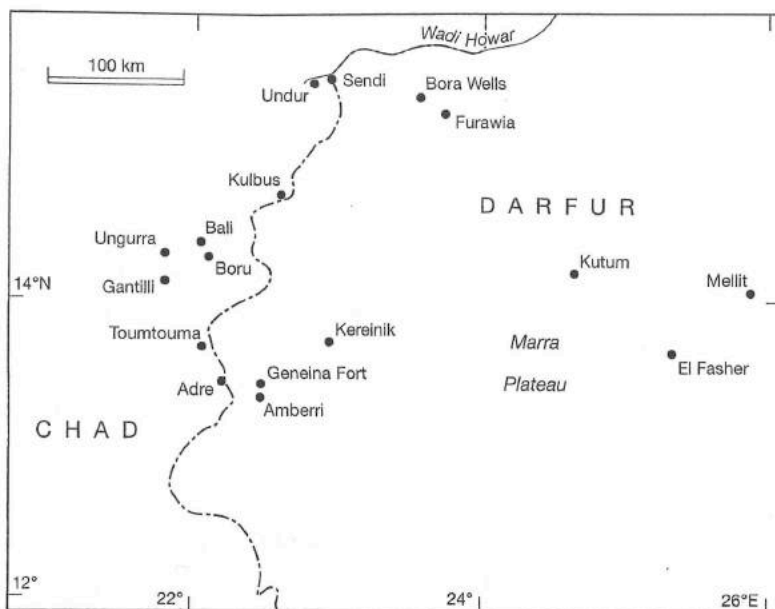 Wadi Howar
100 km
Sendi
Undur
Bora Wells
Furawia
Kulbus
DARFUR
Ungurra
Bali
Boru
Gantilli
Kutum
Mellit
14°N
Toumtouma
Kereinik
Marra
Plateau
El Fasher
Adre
Geneina Fort
Amberri
CHAD
12°
22°
24°
26°E